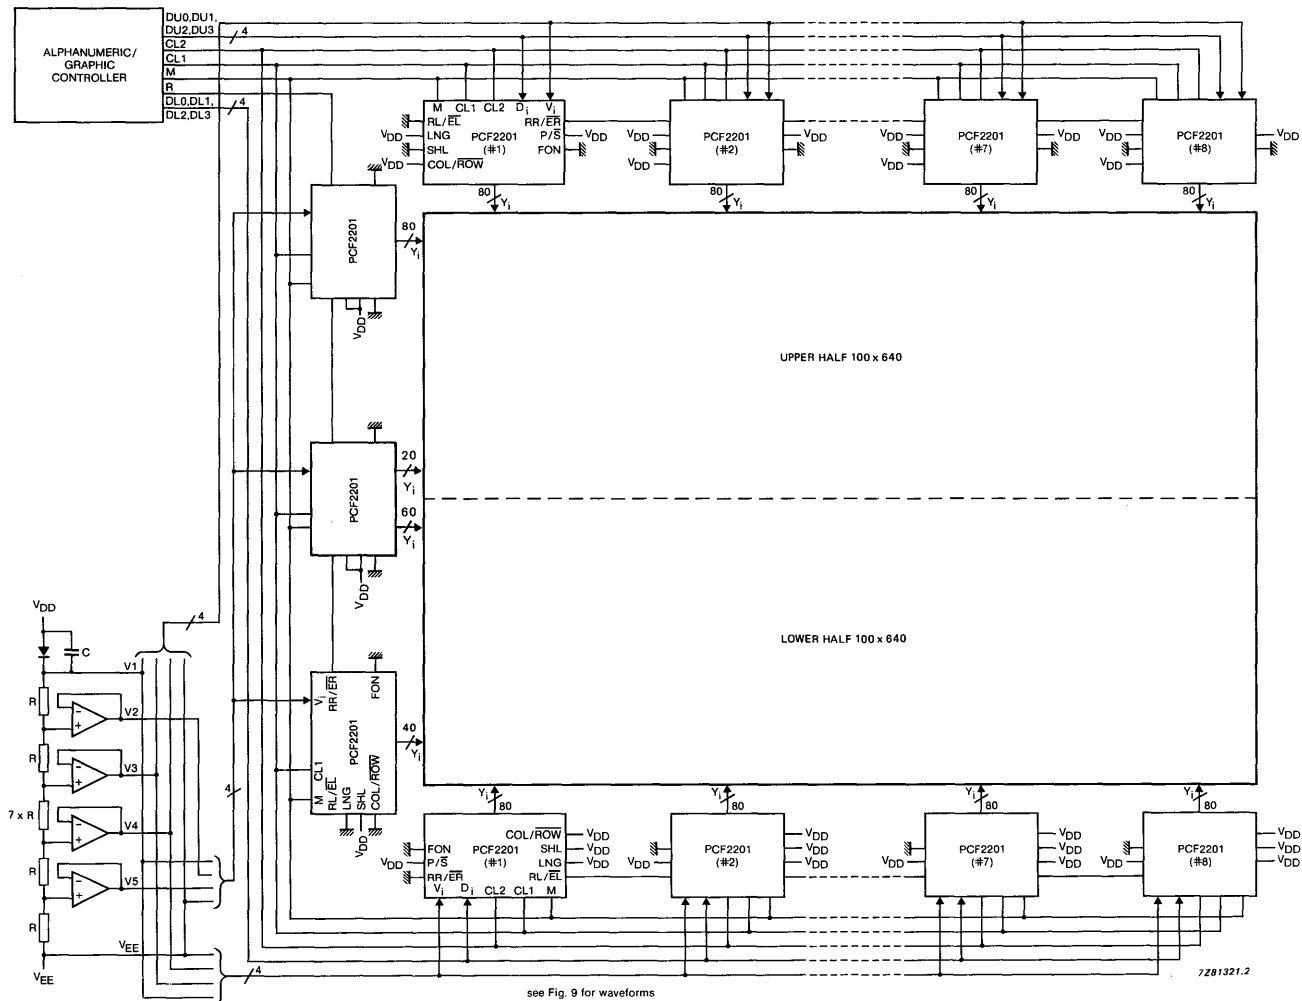 DU0,DU1,
DU2,DU3
4
CL2
CL1
M
R
DL0,DL1,
DL2,DL3
4
ALPHANUMERIC/
GRAPHIC
CONTROLLER
M CL1 CL2 Di Vi
RL/EL
RR/ER
VDD
LNG
P/S
VDD
PCF2201
(#1)
SHL
FON
VDD
COL/ROW
PCF2201
(#2)
VDD
VDD
PCF2201
(#7)
VDD
VDD
VDD
PCF2201
(#8)
VDD
VDD
VDD
80
Yi
80
Yi
80
Yi
80
Yi
PCF2201
80
Yi
VDD
UPPER HALF 100 x 640
PCF2201
20
Yi
60
Yi
VDD
LOWER HALF 100 x 640
Vi
RR/ER
FON
PCF2201
M
CL1
RL/EL
LNG
SHL
COL/ROW
40
Yi
VDD
VDD
C
V1
4
R
V2
R
V3
7 x R
V4
4
R
V5
R
VEE
VEE
4
Yi
80
Yi
80
Yi
80
Yi
80
COL/ROW
VDD
FON
PCF2201
(#1)
SHL
VDD
VDD
P/S
LNG
VDD
RR/ER
RL/EL
Vi Di CL2 CL1 M
PCF2201
(#2)
VDD
VDD
VDD
VDD
PCF2201
(#7)
VDD
VDD
VDD
VDD
PCF2201
(#8)
VDD
VDD
VDD
VDD
7Z81321.2
see Fig. 9 for waveforms